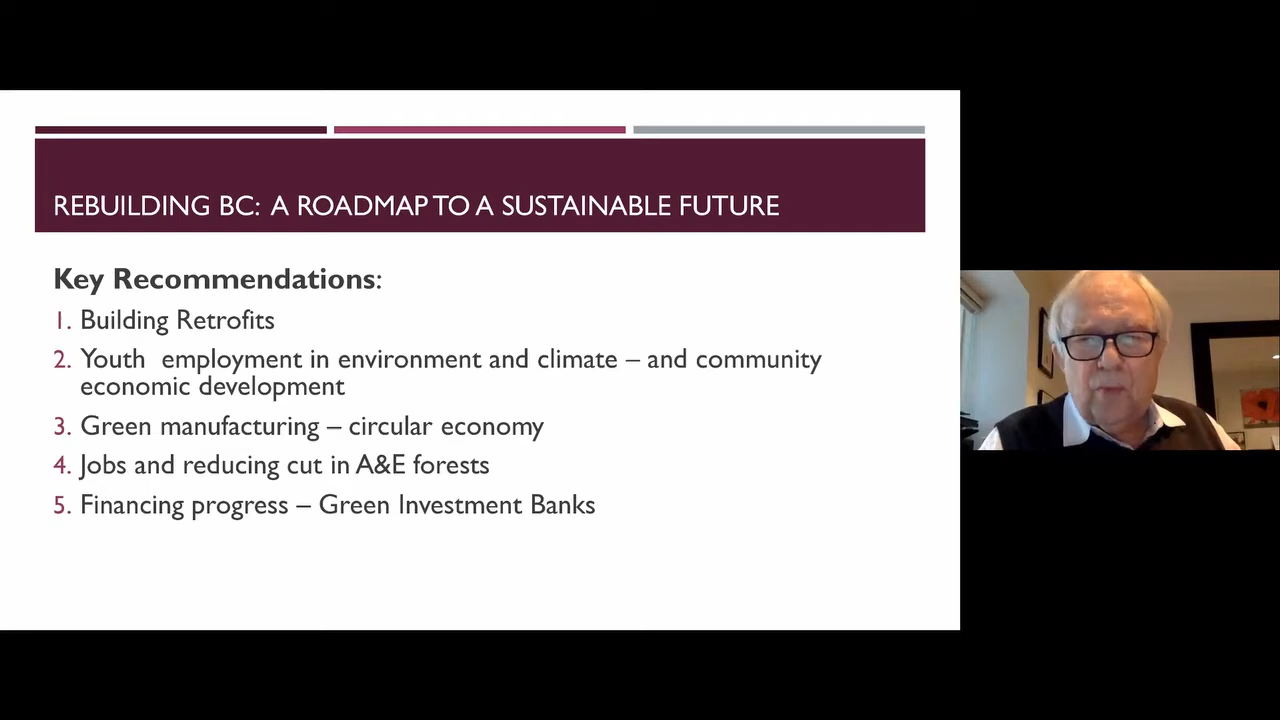 REBUILDING BC: A ROADMAP TO A SUSTAINABLE FUTURE
Key Recommendations:
1. Building Retrofits
2. Youth employment in environment and climate – and community
economic development
3. Green manufacturing – circular economy
4. Jobs and reducing cut in A&E forests
5. Financing progress – Green Investment Banks